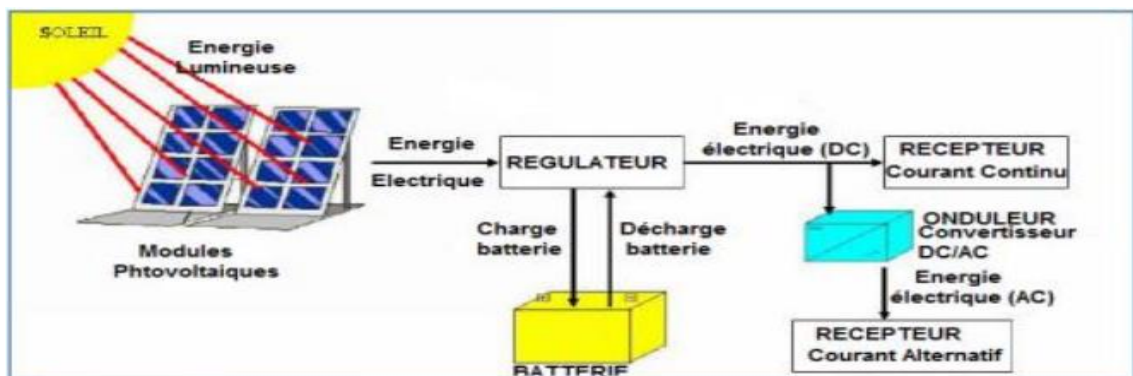 SOLEIL
Energie
Lumineuse
Modules
Phtovoltaiques
Energie
Electrique
REGULATEUR
Charge
batterie
Décharge
batterie
BATTERIE
Energie
électrique (DC)
RECEPTEUR
Courant Continu
ONDULEUR
Convertisseur
DC/AC
Energie
électrique (AC)
RECEPTEUR
Courant Alternatif